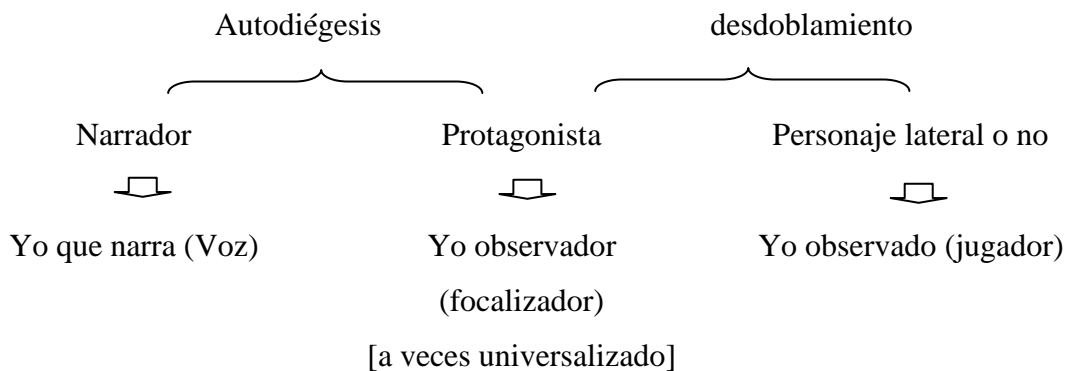 Autodiégesis desdoblamiento
Narrador Protagonista Personaje lateral o no
Yo que narra (Voz) Yo observador Yo observado (jugador)
(focalizador)
[a veces universalizado]